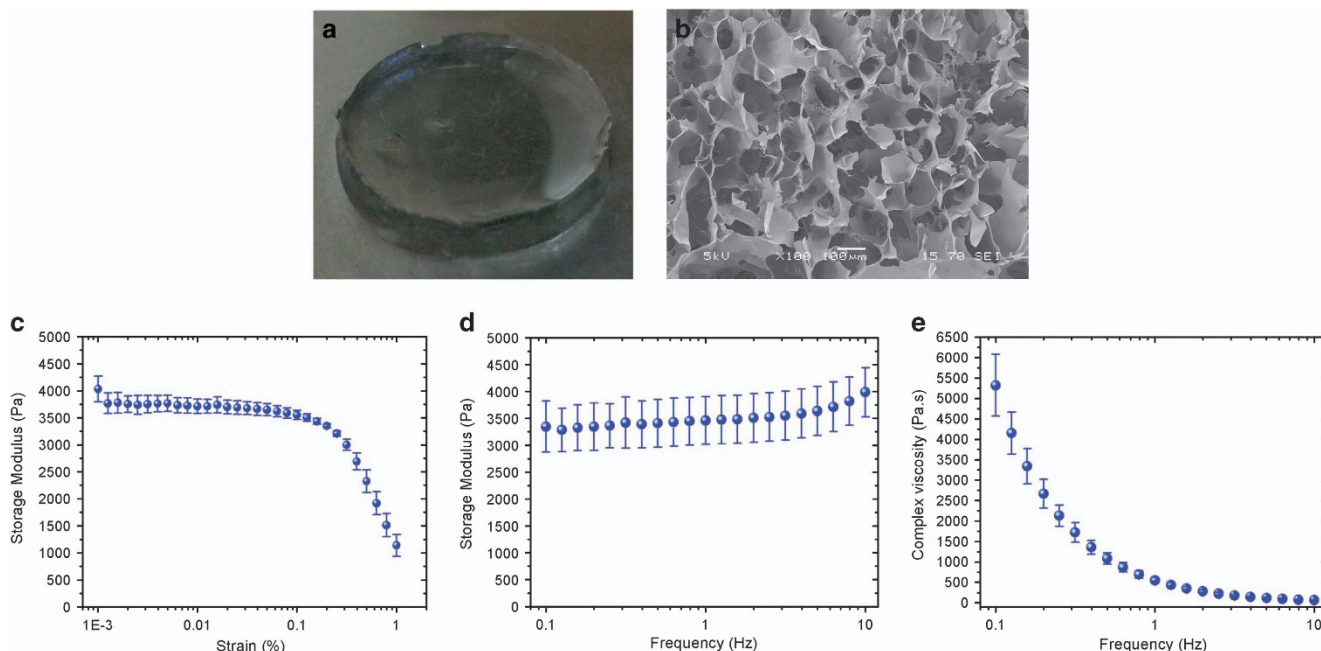 a
b
5kV X100 100μm 15 70 SEI
c
d
e
5000
4500
4000
3500
3000
2500
2000
1500
1000
500
0
Storage Modulus (Pa)
1E-3 0.01 0.1 1
Strain (%)
5000
4500
4000
3500
3000
2500
2000
1500
1000
500
0
Storage Modulus (Pa)
0.1 1 10
Frequency (Hz)
6500
6000
5500
5000
4500
4000
3500
3000
2500
2000
1500
1000
500
0
Complex viscosity (Pa,s)
0.1 1 10
Frequency (Hz)